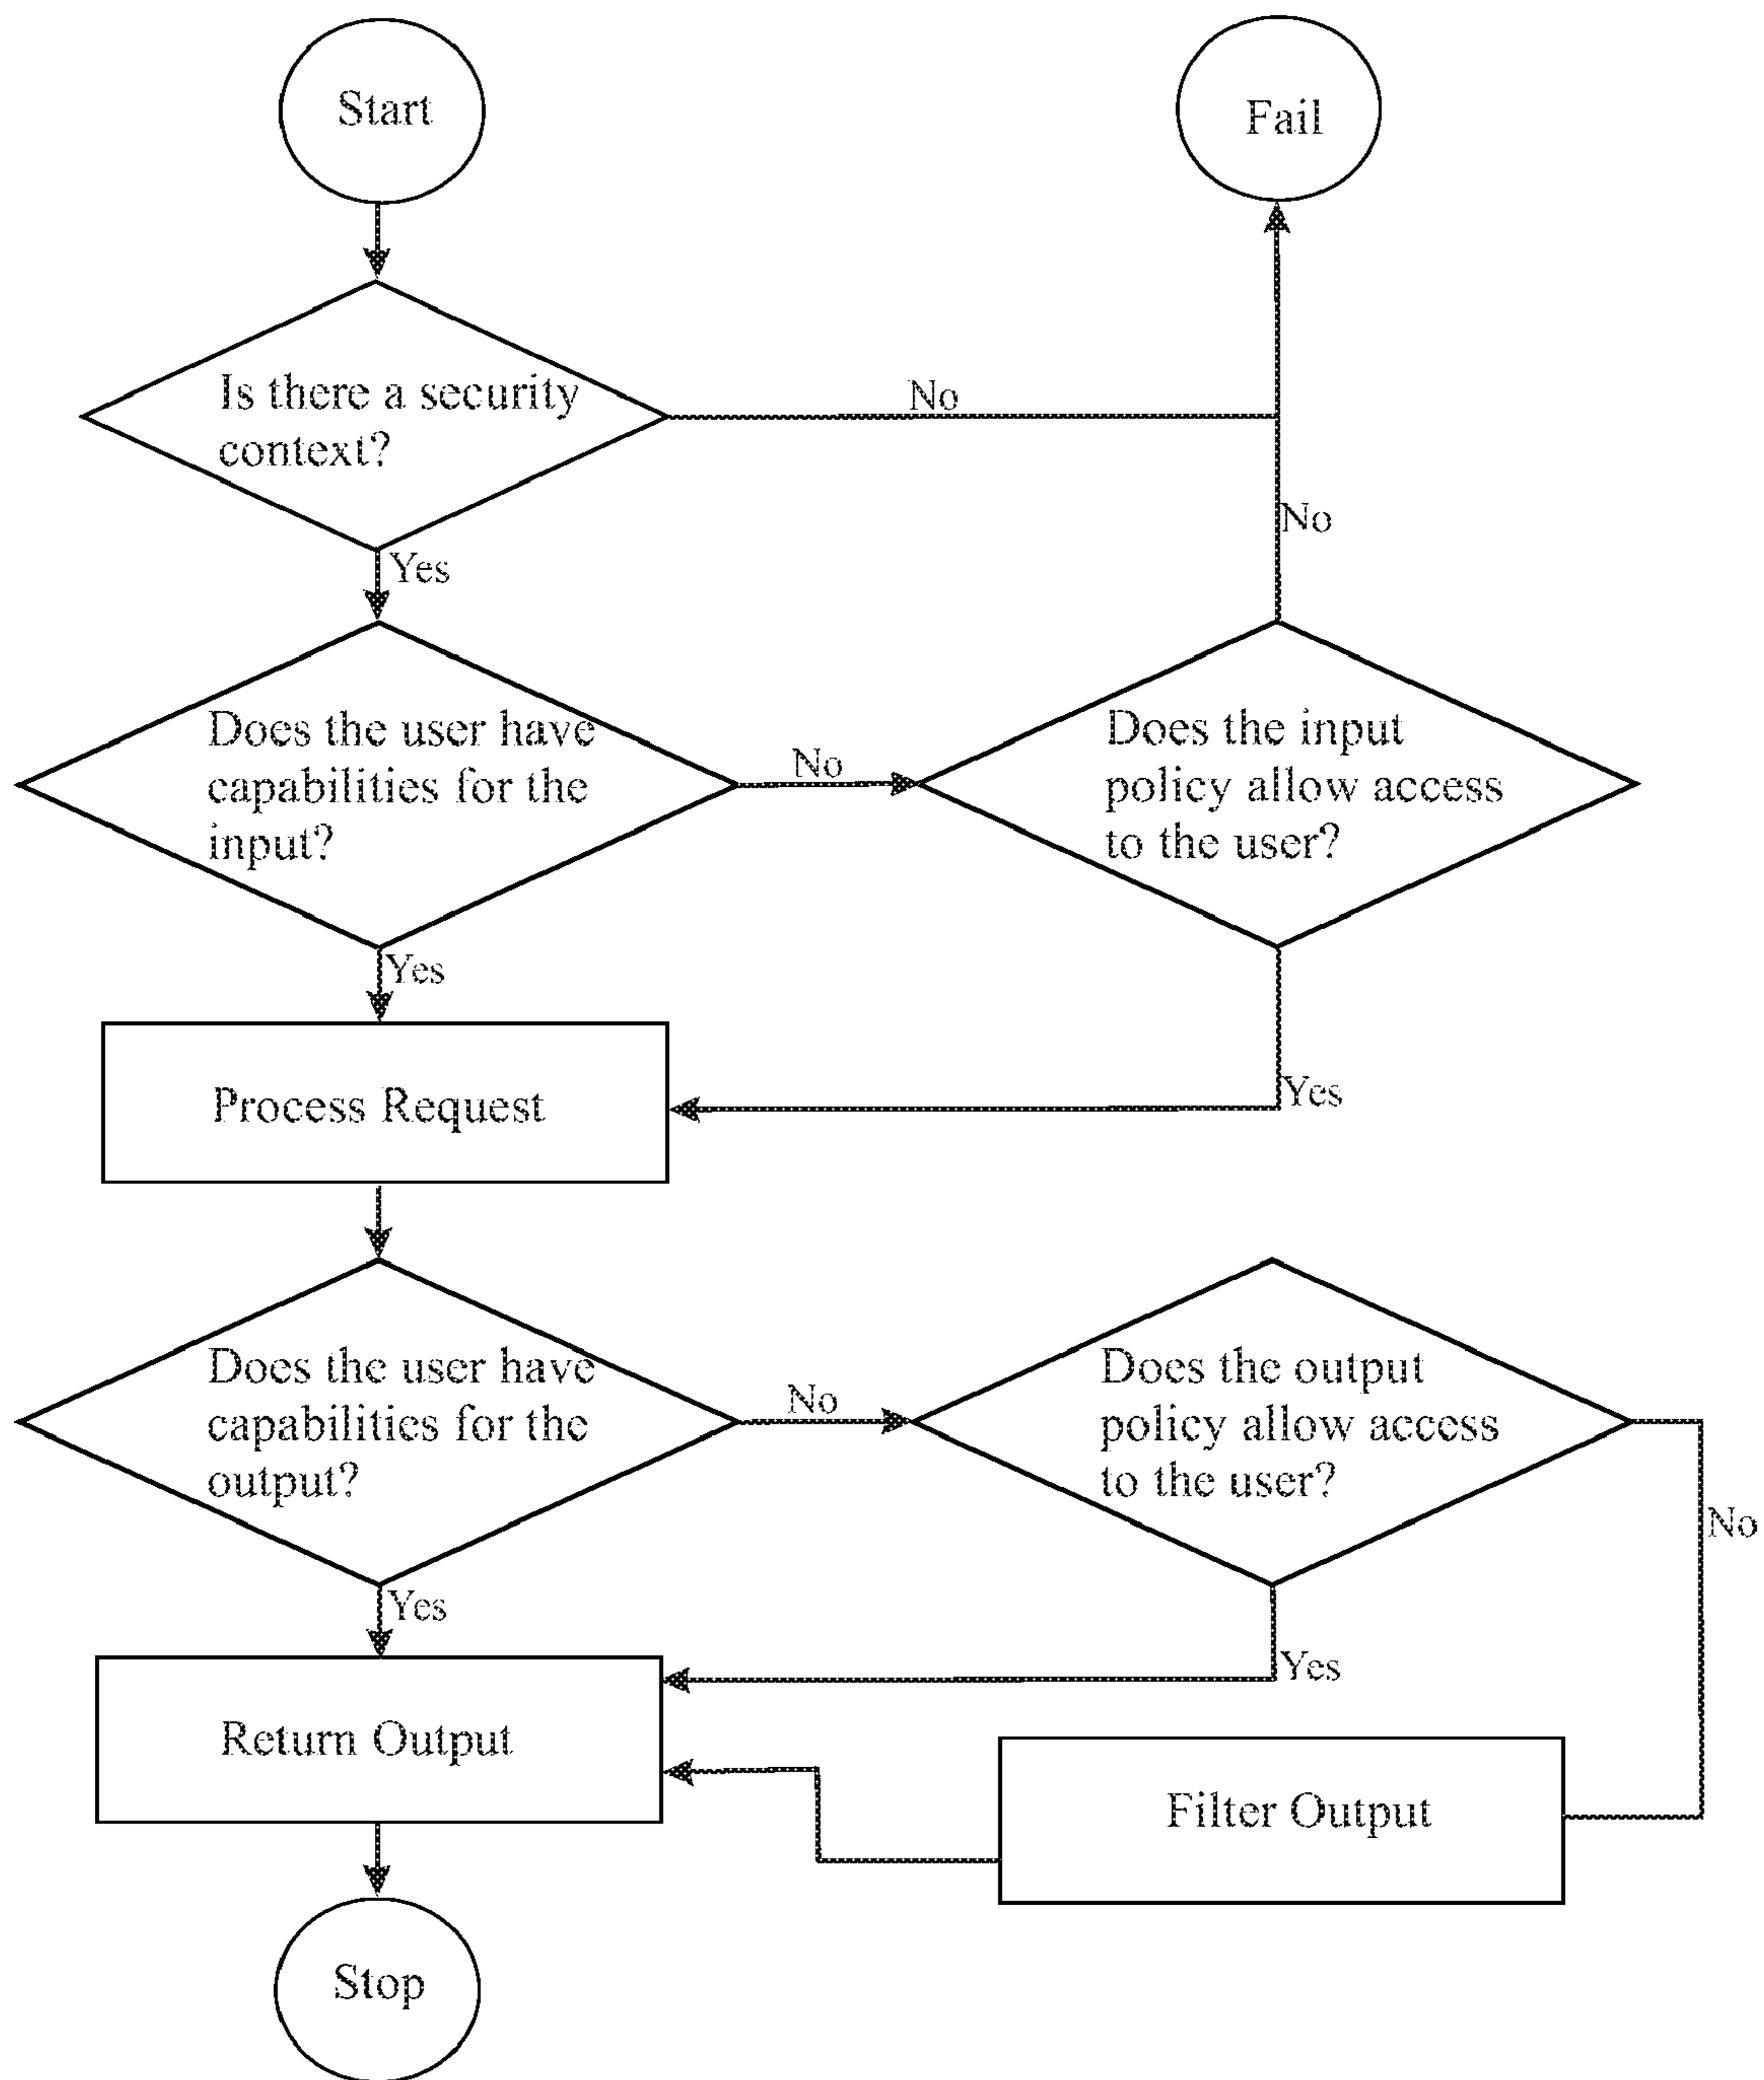 Start
Fail
Is there a security
context?
No
No
Yes
Does the user have
capabilities for the
input?
No
Does the input
policy allow access
to the user?
Yes
Process Request
Yes
Does the user have
capabilities for the
output?
No
Does the output
policy allow access
to the user?
No
Yes
Yes
Return Output
Filter Output
Stop